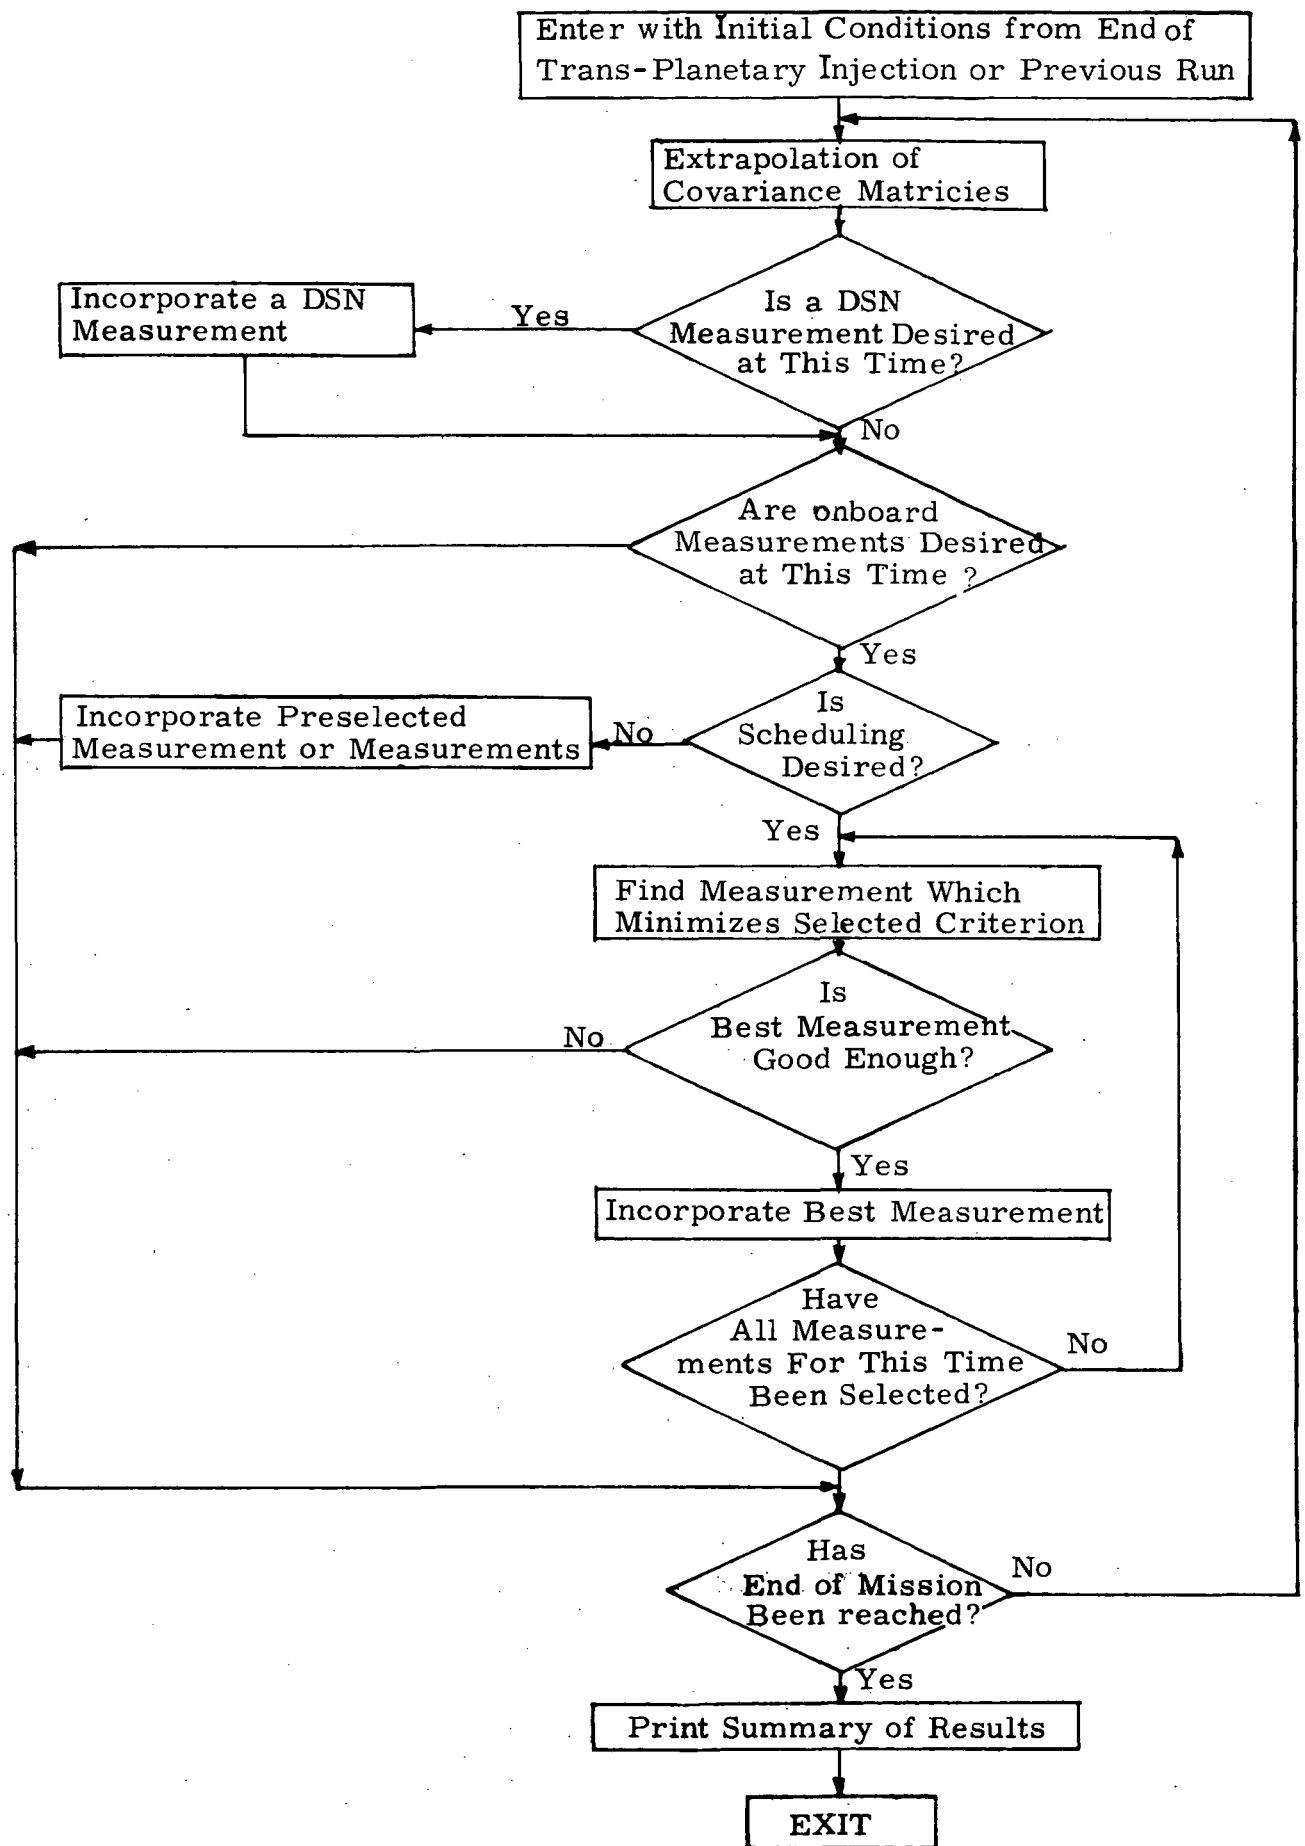 Enter with Initial Conditions from End of
Trans-Planetary Injection or Previous Run
Extrapolation of
Covariance Matricies
Is a DSN
Measurement Desired
at This Time?
Yes
Incorporate a DSN
Measurement
No
Are onboard
Measurements Desired
at This Time ?
Yes
Is
Scheduling
Desired?
No
Incorporate Preselected
Measurement or Measurements
Yes
Find Measurement Which
Minimizes Selected Criterion
Is
Best Measurement
Good Enough?
No
Yes
Incorporate Best Measurement
Have
All Measure-
ments For This Time
Been Selected?
No
Has
End of Mission
Been reached?
No
Yes
Print Summary of Results
EXIT